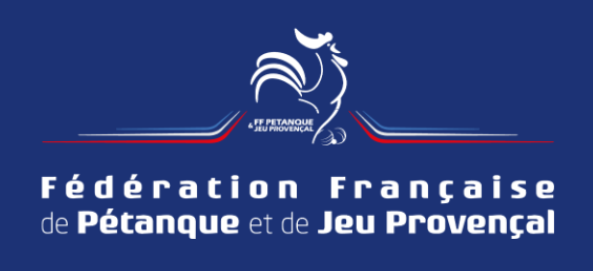 FF PETANQUE
& JEU PROVENÇAL
Fédération Française
de Pétanque et de Jeu Provençal